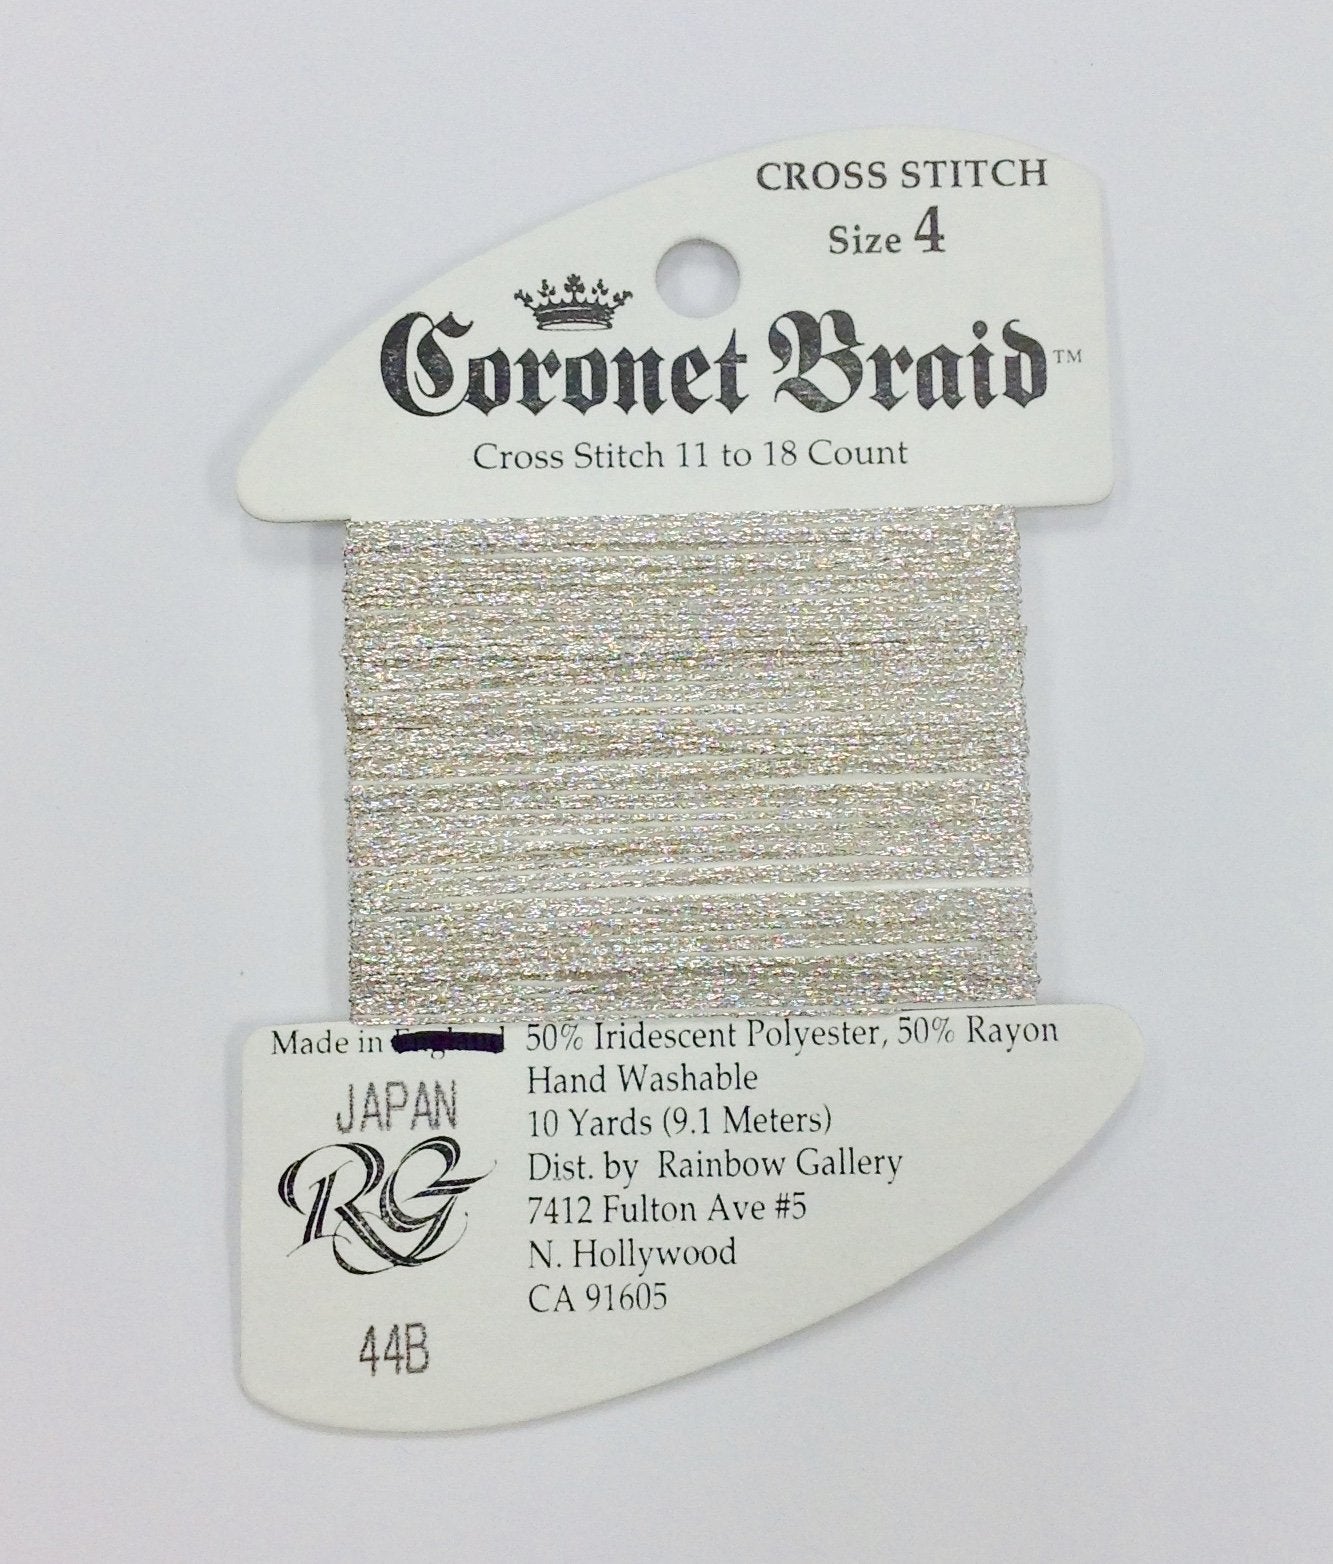 CROSS STITCH
Size 4
Coronet Braid™
Cross Stitch 11 to 18 Count
Made in England
JAPAN
RG
44B
50% Iridescent Polyester, 50% Rayon
Hand Washable
10 Yards (9.1 Meters)
Dist. by Rainbow Gallery
7412 Fulton Ave #5
N. Hollywood
CA 91605